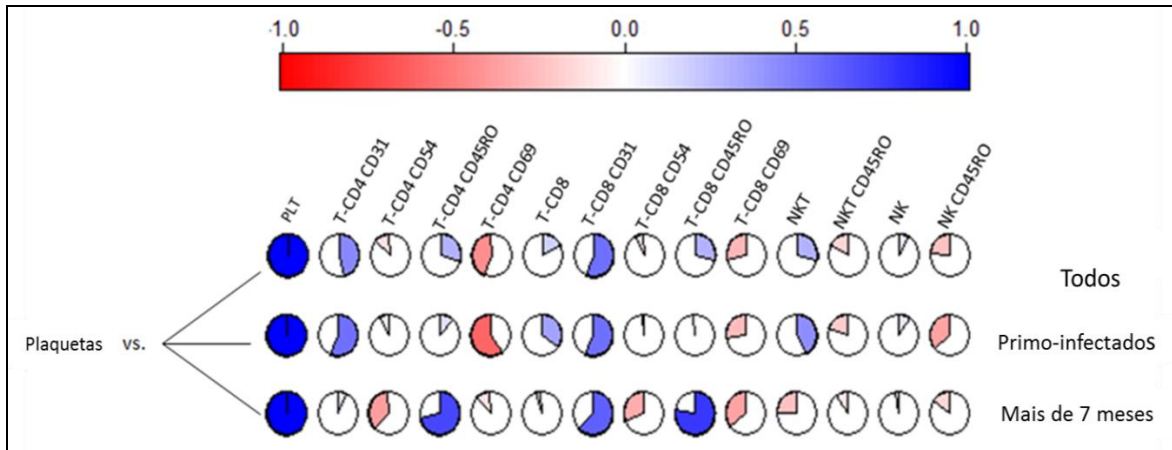 -1.0 -0.5 0.0 0.5 1.0
PLT
T-CD4 CD31
T-CD4 CD54
T-CD4 CD45RO
T-CD4 CD69
T-CD8
T-CD8 CD31
T-CD8 CD54
T-CD8 CD45RO
T-CD8 CD69
NKT
NKT CD45RO
NK
NK CD45RO
Todos
Plaquetas vs. Primo-infectados
Mais de 7 meses